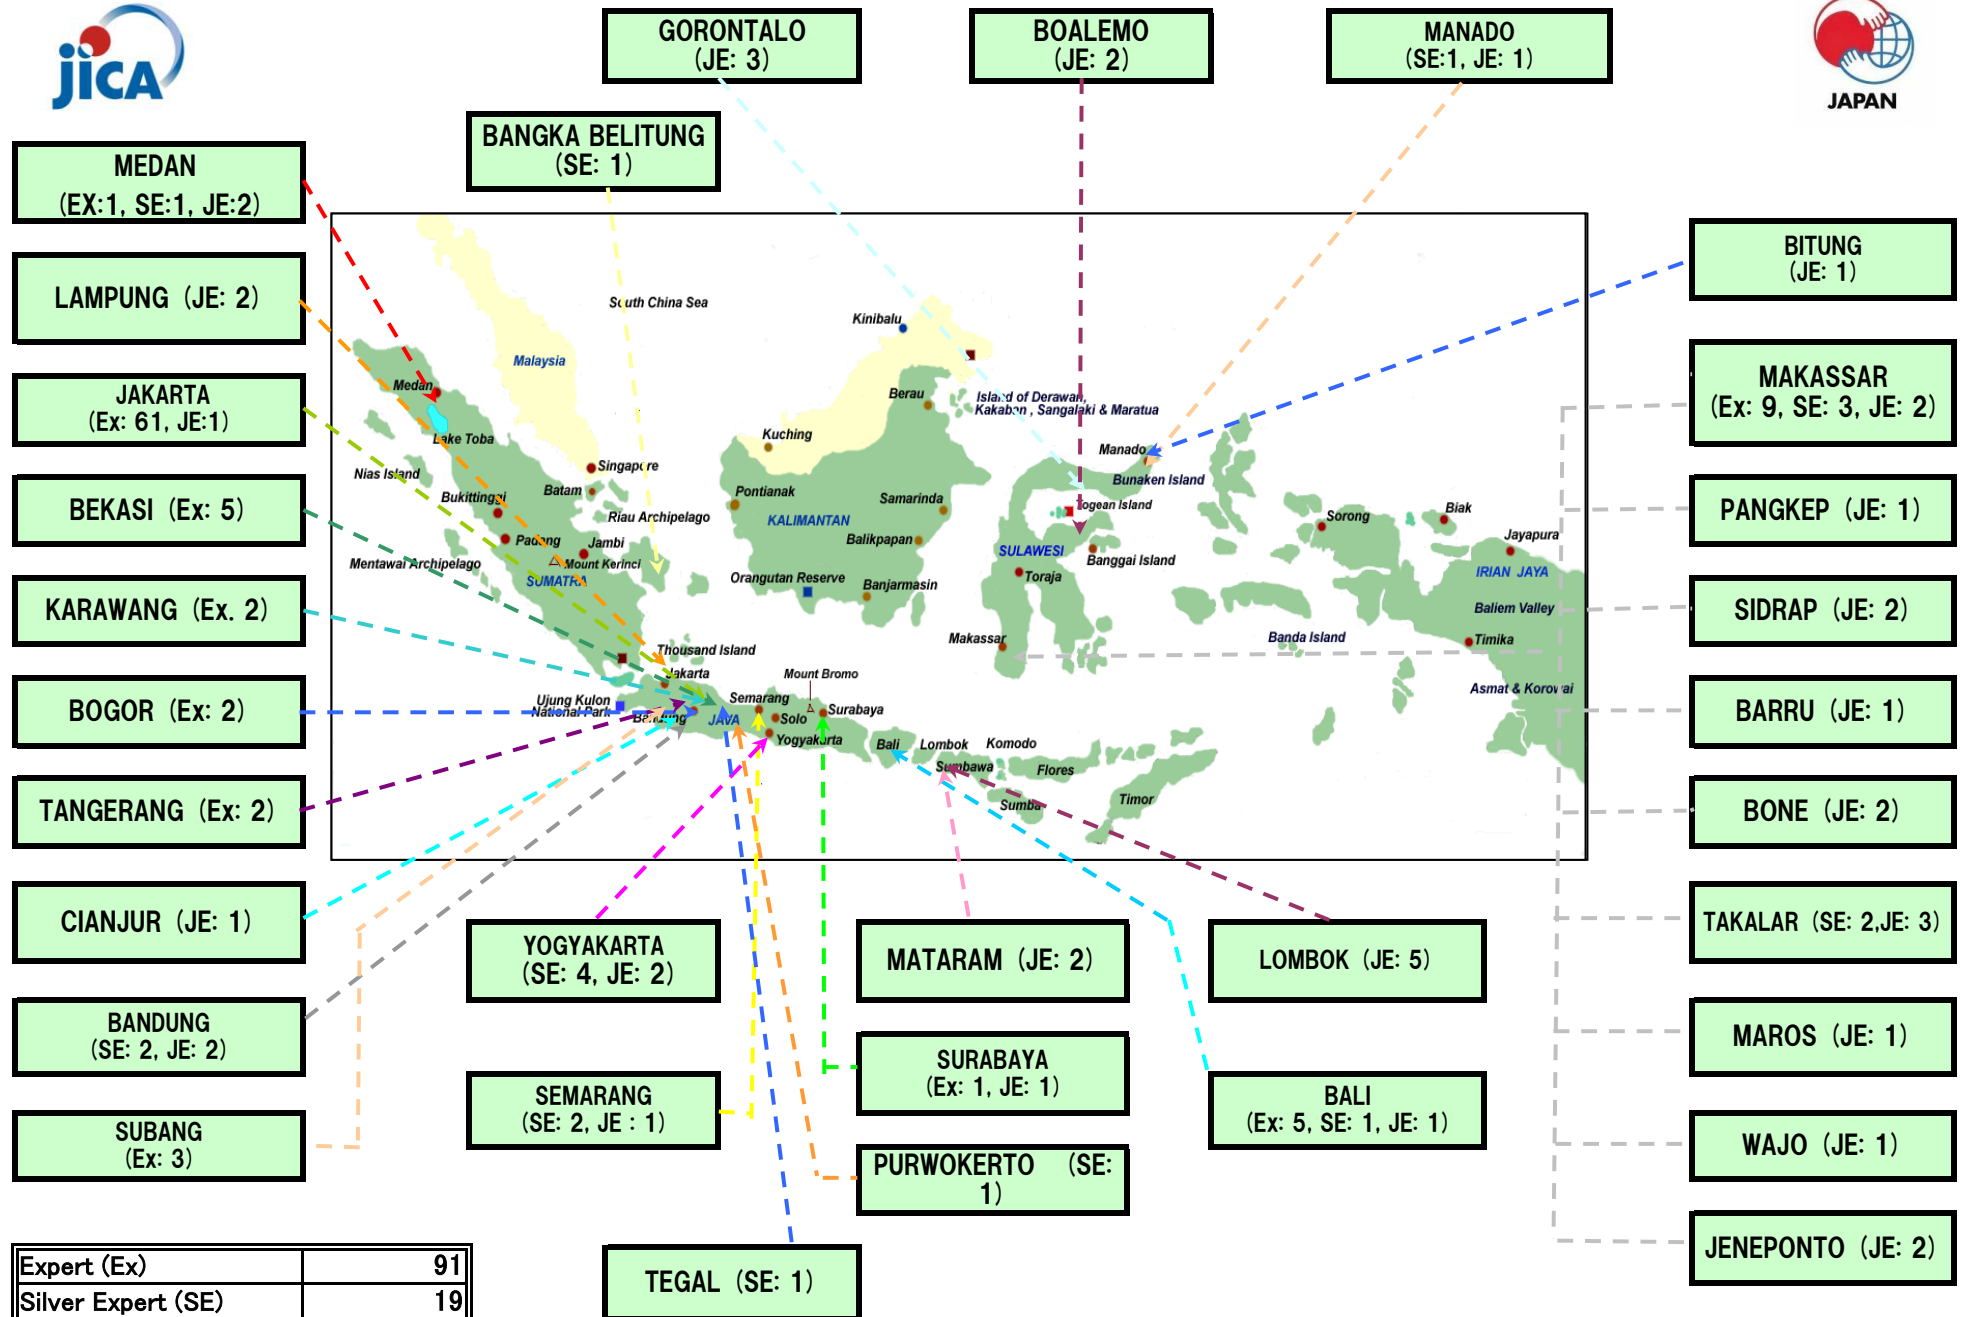 jiCA
GORONTALO
(JE: 3)
BOALEMO
(JE: 2)
MANADO
(SE:1, JE: 1)
JAPAN
BANGKA BELITUNG
(SE: 1)
MEDAN
(EX:1, SE:1, JE:2)
LAMPUNG (JE: 2)
JAKARTA
(Ex: 61, JE:1)
BEKASI (Ex: 5)
KARAWANG (Ex. 2)
BOGOR (Ex: 2)
TANGERANG (Ex: 2)
CIANJUR (JE: 1)
BANDUNG
(SE: 2, JE: 2)
SUBANG
(Ex: 3)
South China Sea
Kinibalu
Malaysia
Medan
Berau
Island of Derawan,
Kakaban , Sangalaki & Maratua
Lake Toba
Kuching
Manado
Nias Island
Singapore
Bunaken Island
Bukittinggi
Batam
Pontianak
Samarinda
Togean Island
Riau Archipelago
KALIMANTAN
Sorong
Biak
Padang
Jambi
Balikpapan
SULAWESI
Banggai Island
Jayapura
Mentawai Archipelago
Mount Kerinci
SUMATRA
Orangutan Reserve
Banjarmasin
Toraja
IRIAN JAYA
Baliem Valley
Makassar
Banda Island
Timika
Thousand Island
Jakarta
Mount Bromo
Asmat & Korowai
Ujung Kulon
National Park
Bandung
JAVA
Semarang
Solo
Surabaya
Yogyakarta
Bali
Lombok
Komodo
Sumbawa
Flores
Sumba
Timor
BITUNG
(JE: 1)
MAKASSAR
(Ex: 9, SE: 3, JE: 2)
PANGKEP (JE: 1)
SIDRAP (JE: 2)
BARRU (JE: 1)
BONE (JE: 2)
TAKALAR (SE: 2,JE: 3)
MAROS (JE: 1)
WAJO (JE: 1)
JENEPONTO (JE: 2)
YOGYAKARTA
(SE: 4, JE: 2)
MATARAM (JE: 2)
LOMBOK (JE: 5)
SEMARANG
(SE: 2, JE : 1)
SURABAYA
(Ex: 1, JE: 1)
BALI
(Ex: 5, SE: 1, JE: 1)
PURWOKERTO (SE:
1)
TEGAL (SE: 1)
Expert (Ex) 91
Silver Expert (SE) 19